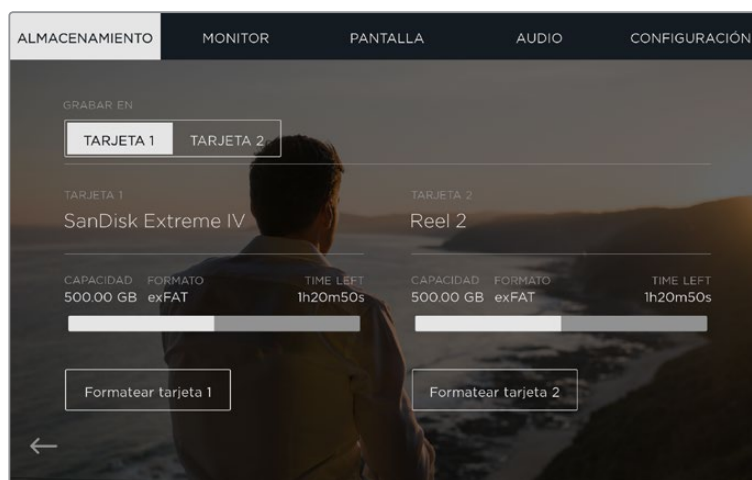 ALMACENAMIENTO MONITOR PANTALLA AUDIO CONFIGURACIÓN
GRABAR EN
TARJETA 1 TARJETA 2
TARJETA 1 TARJETA 2
SanDisk Extreme IV Reel 2
CAPACIDAD FORMATO TIME LEFT CAPACIDAD FORMATO TIME LEFT
500.00 GB exFAT 1h20m50s 500.00 GB exFAT 1h20m50s
Formatear tarjeta 1 Formatear tarjeta 2